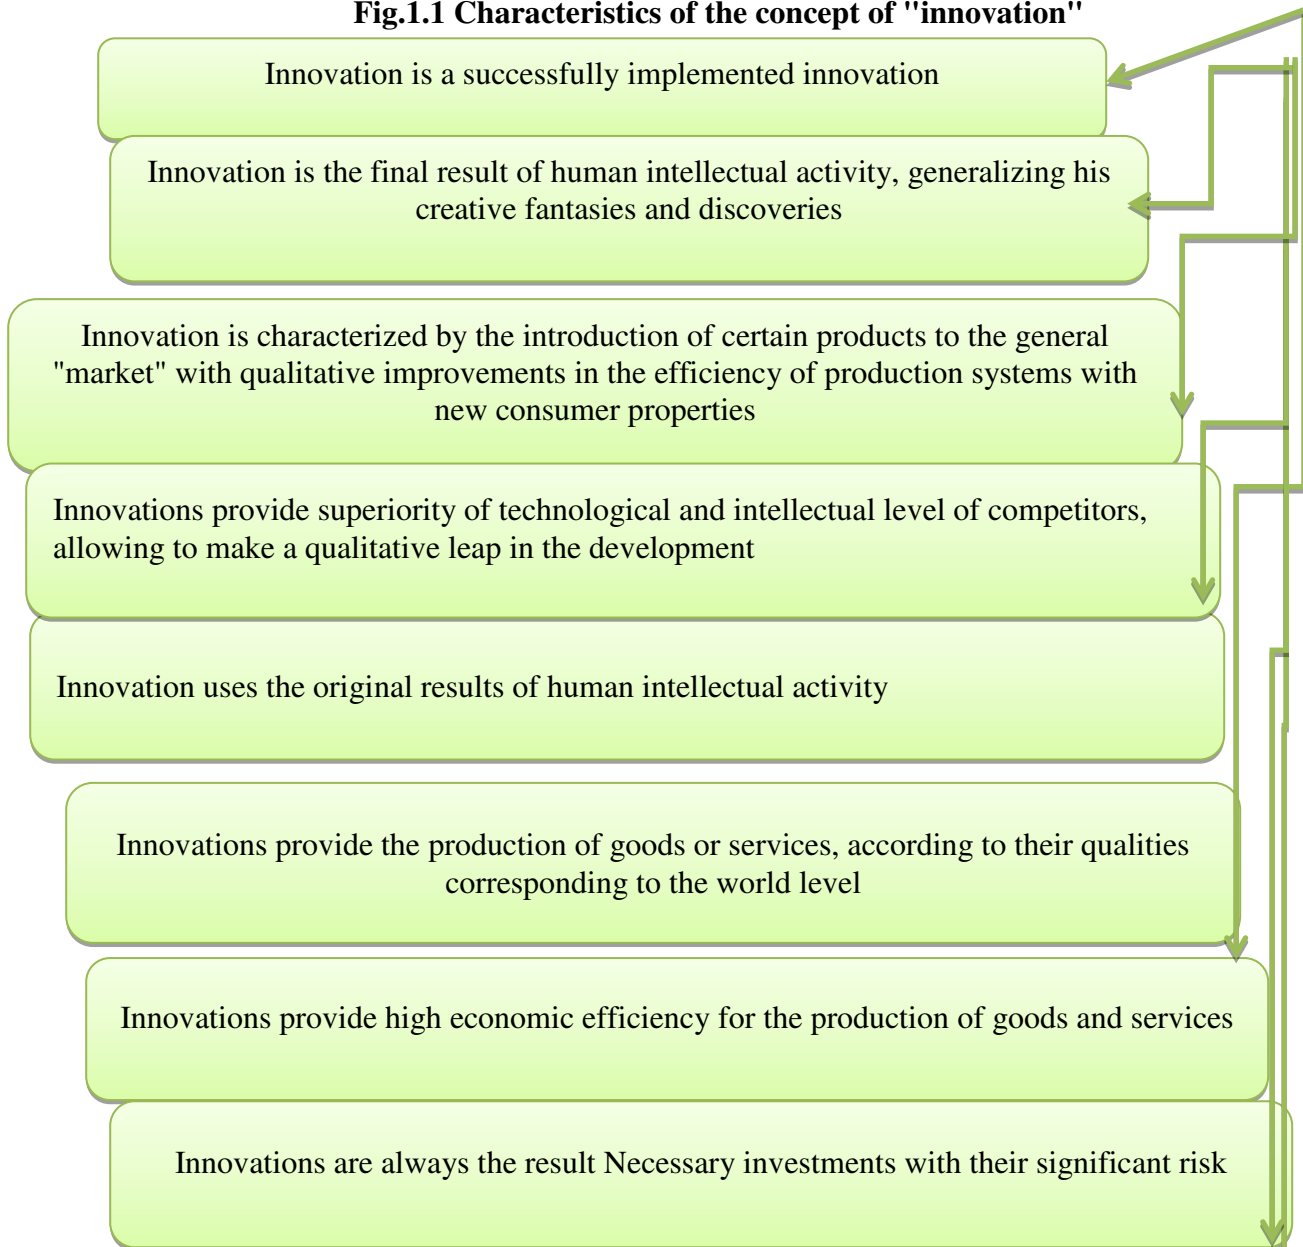 Fig.1.1 Characteristics of the concept of "innovation"
Innovation is a successfully implemented innovation
Innovation is the final result of human intellectual activity, generalizing his
creative fantasies and discoveries
Innovation is characterized by the introduction of certain products to the general
"market" with qualitative improvements in the efficiency of production systems with
new consumer properties
Innovations provide superiority of technological and intellectual level of competitors,
allowing to make a qualitative leap in the development
Innovation uses the original results of human intellectual activity
Innovations provide the production of goods or services, according to their qualities
corresponding to the world level
Innovations provide high economic efficiency for the production of goods and services
Innovations are always the result Necessary investments with their significant risk